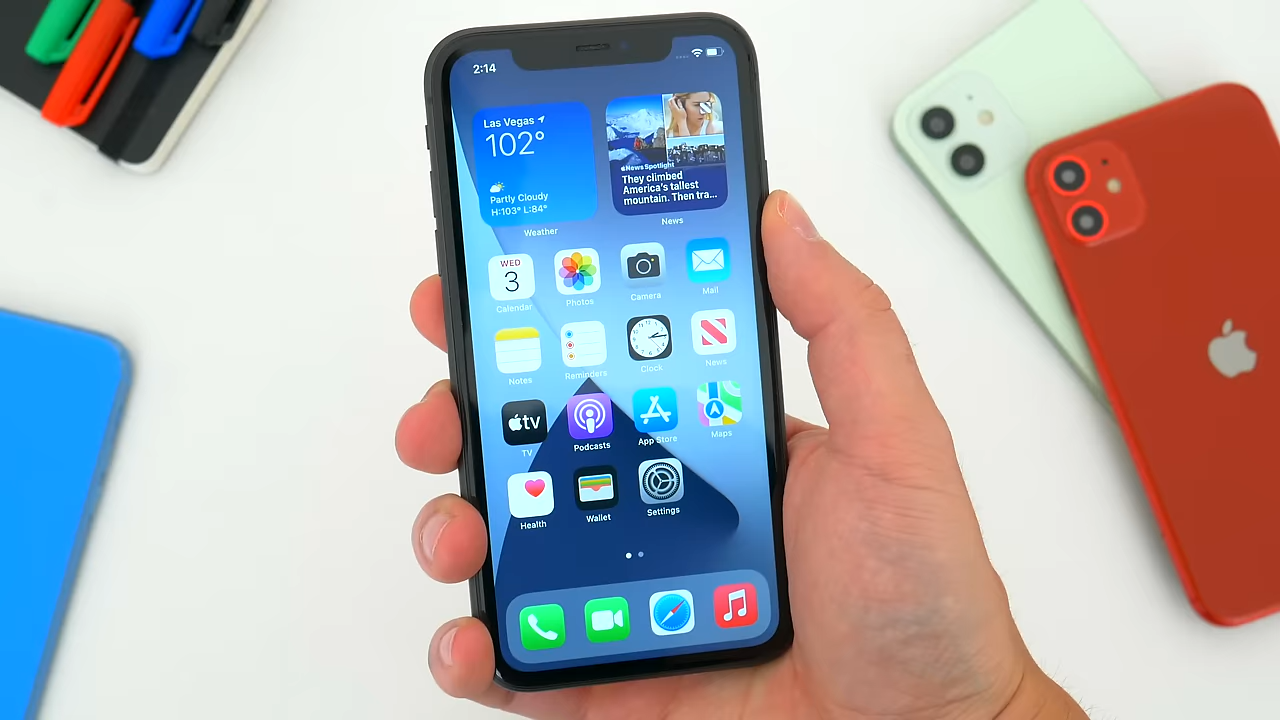 2:14
Las Vegas
102°
Partly Cloudy
H:103° L:84°
Weather
News Spotlight
They climbed
America's tallest
mountain. Then tra...
News
WED
3
Calendar
Photos
Camera
Mail
Notes
Reminders
Clock
News
tv
TV
Podcasts
App Store
Maps
Health
Wallet
Settings